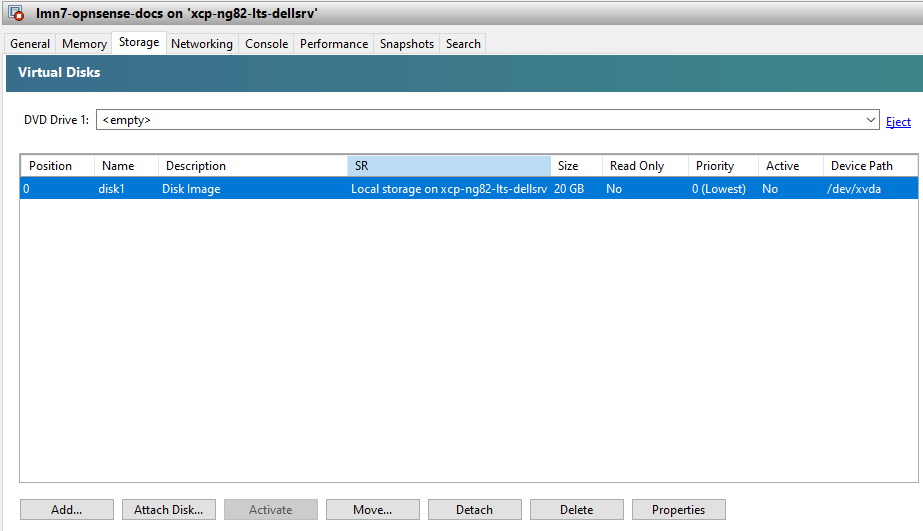 lmn7-opnsense-docs on 'xcp-ng82-lts-dellsrv'
General Memory Storage Networking Console Performance Snapshots Search
Virtual Disks
DVD Drive 1: <empty> Eject
Position Name Description SR Size Read Only Priority Active Device Path
0 disk1 Disk Image Local storage on xcp-ng82-lts-dellsrv 20 GB No 0 (Lowest) No /dev/xvda
Add... Attach Disk... Activate Move... Detach Delete Properties